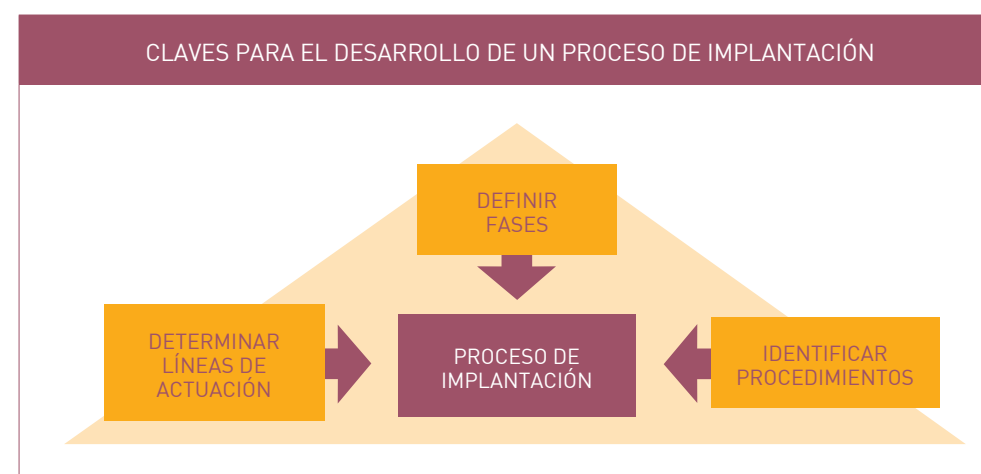 CLAVES PARA EL DESARROLLO DE UN PROCESO DE IMPLANTACIÓN
DEFINIR
FASES
DETERMINAR
LÍNEAS DE
ACTUACIÓN
PROCESO DE
IMPLANTACIÓN
IDENTIFICAR
PROCEDIMIENTOS